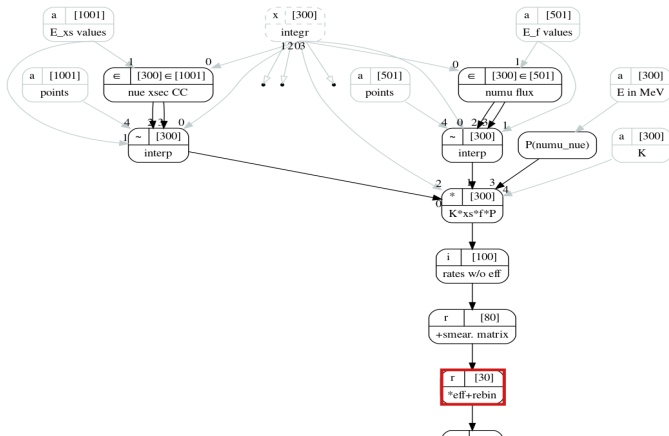 a [1001]
E_xs values
x [300]
integr
a [501]
E_f values
1 2 0 3
1
0
0
1
a [1001]
points
∈ [300]∈[1001]
nue xsec CC
a [501]
points
∈ [300]∈[501]
numu flux
a [300]
E in MeV
4 3 3 0
1
~ [300]
interp
4 0 2 3
1
~ [300]
interp
P(numu_nue)
a [300]
K
2 1 3
4
0
* [300]
K*xs*f*P
i [100]
rates w/o eff
r [80]
+smear. matrix
r [30]
*eff+rebin